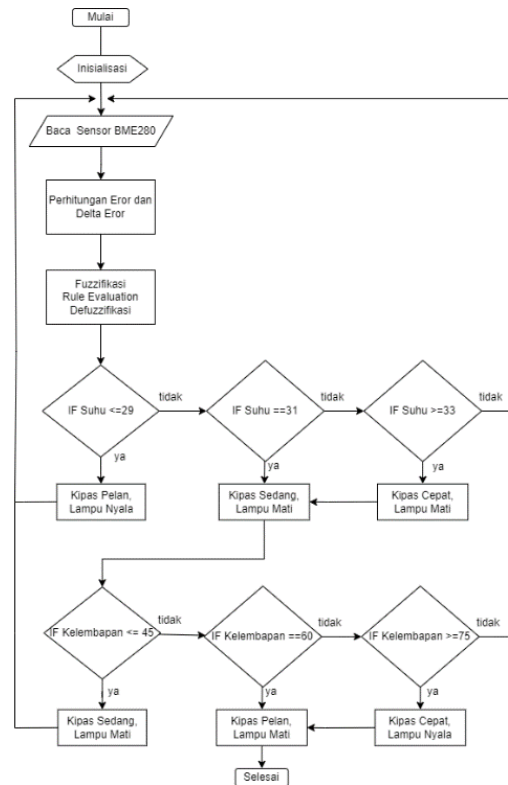 Mulai
Inisialisasi
Baca Sensor BME280
Perhitungan Eror dan
Delta Eror
Fuzzifikasi
Rule Evaluation
Defuzzifikasi
IF Suhu <=29
tidak
IF Suhu ==31
tidak
IF Suhu >=33
tidak
ya
ya
ya
Kipas Pelan,
Lampu Nyala
Kipas Sedang,
Lampu Mati
Kipas Cepat,
Lampu Mati
IF Kelembapan <= 45
tidak
IF Kelembapan ==60
tidak
IF Kelembapan >=75
tidak
ya
ya
ya
Kipas Sedang,
Lampu Mati
Kipas Pelan,
Lampu Mati
Kipas Cepat,
Lampu Nyala
Selesai